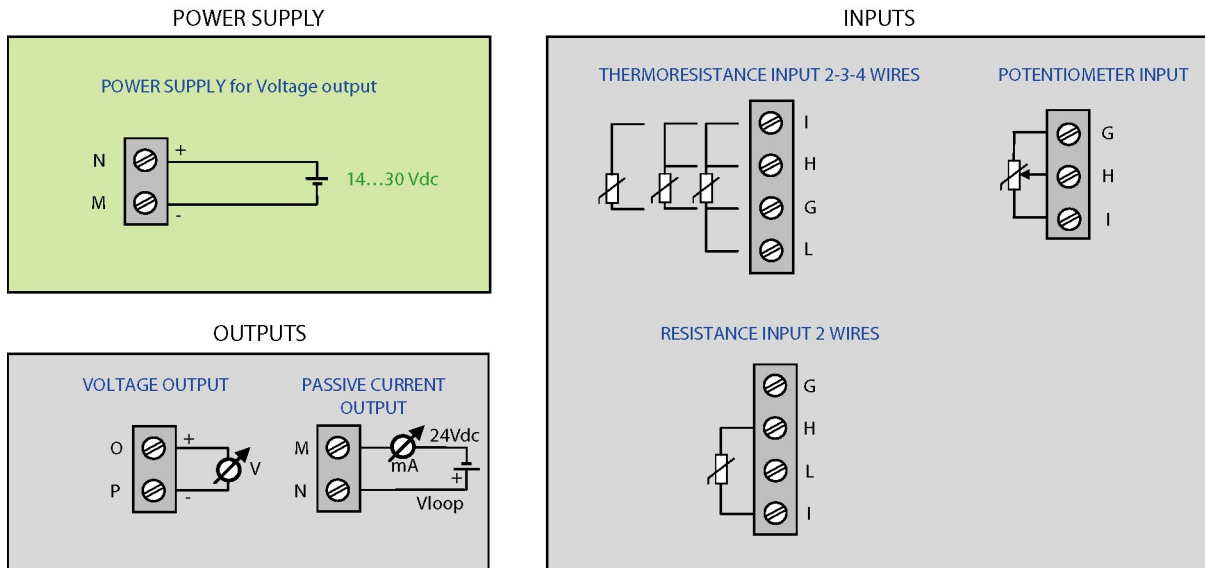 POWER SUPPLY
POWER SUPPLY for Voltage output
N
+
14...30 Vdc
M
-
OUTPUTS
VOLTAGE OUTPUT
O
+
V
P
-
PASSIVE CURRENT
OUTPUT
M
24Vdc
mA
+
N
Vloop
INPUTS
THERMORESISTANCE INPUT 2-3-4 WIRES
I
H
G
L
POTENTIOMETER INPUT
G
H
I
RESISTANCE INPUT 2 WIRES
G
H
L
I